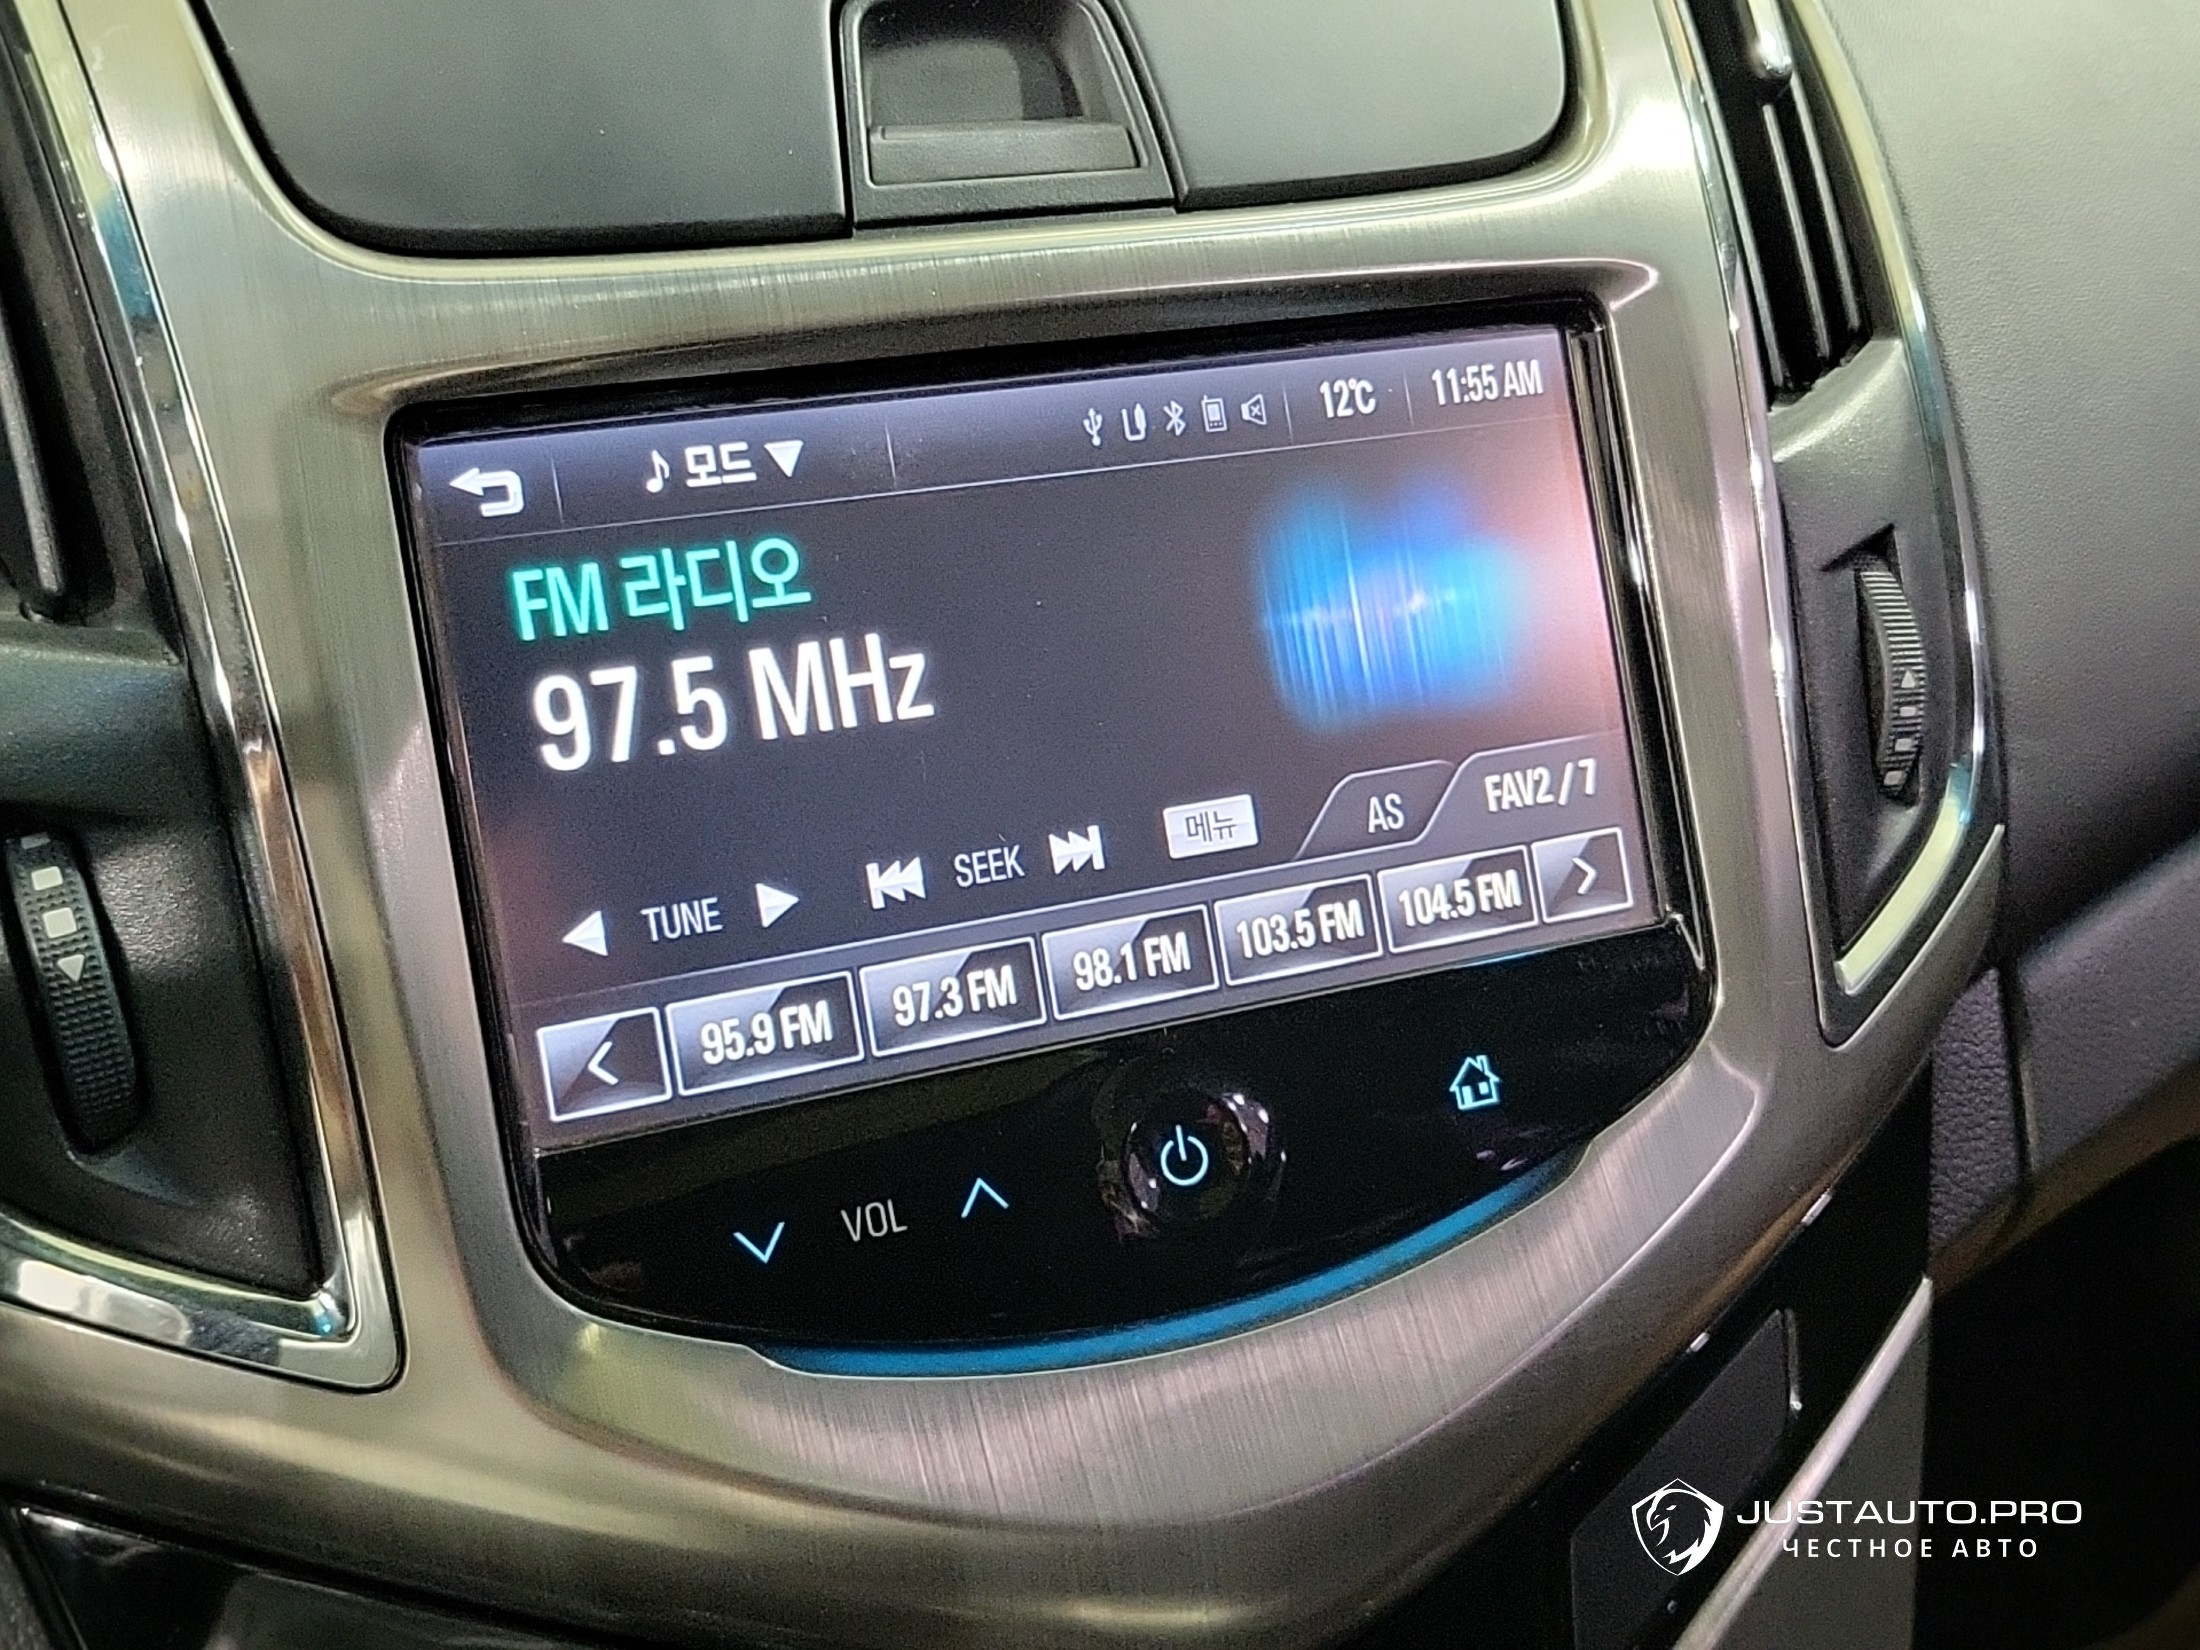 모드 12℃ 11:55 AM
FM 라디오
97.5 MHz
TUNE SEEK 메뉴 AS FAV2 / 7
95.9 FM 97.3 FM 98.1 FM 103.5 FM 104.5 FM
VOL
JUSTAUTO.PRO
ЧЕСТНОЕ АВТО